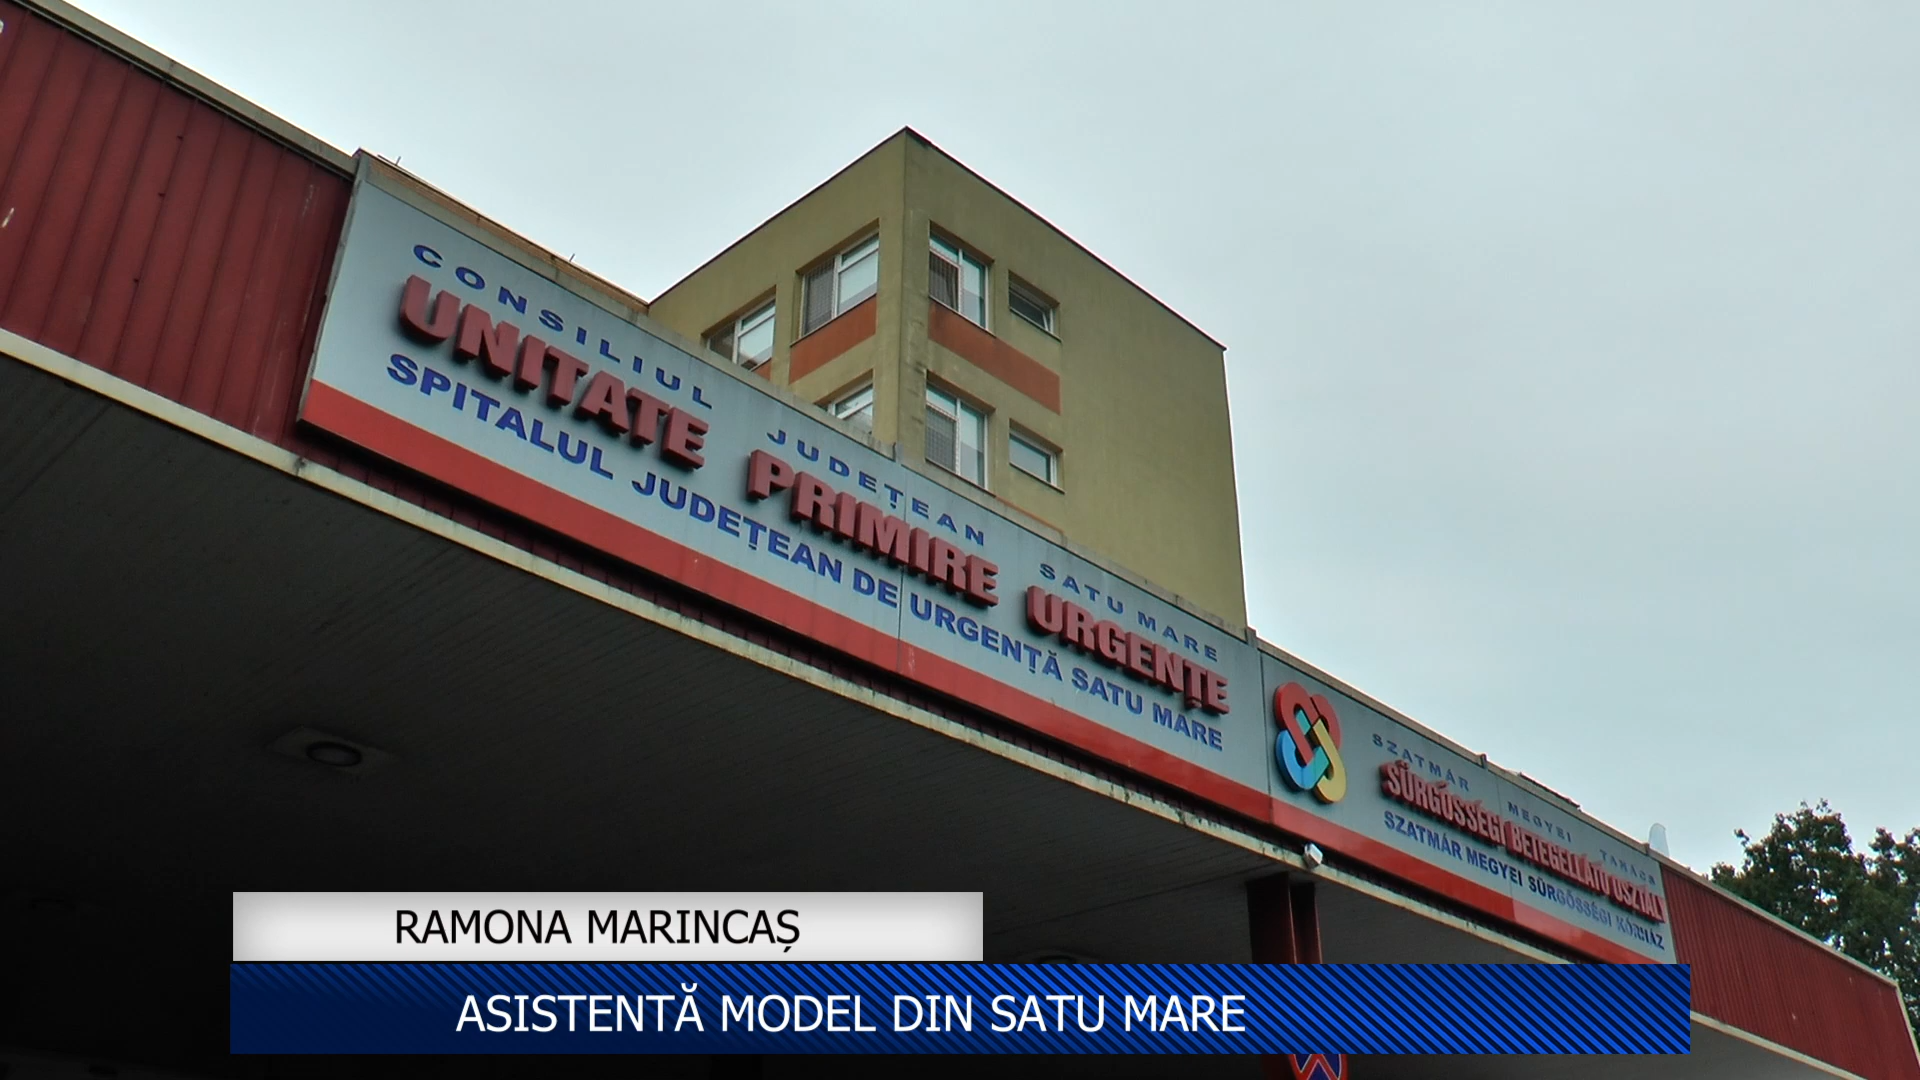 CONSILIUL JUDEȚEAN SATU MARE
UNITATE PRIMIRE URGENȚE
SPITALUL JUDEȚEAN DE URGENȚĂ SATU MARE
SZATMÁR MEGYEI TANÁCS
SÜRGŐSSÉGI BETEGELLÁTÓ OSZTÁLY
SZATMÁR MEGYEI SÜRGŐSSÉGI KÓRHÁZ
RAMONA MARINCAȘ
ASISTENTĂ MODEL DIN SATU MARE